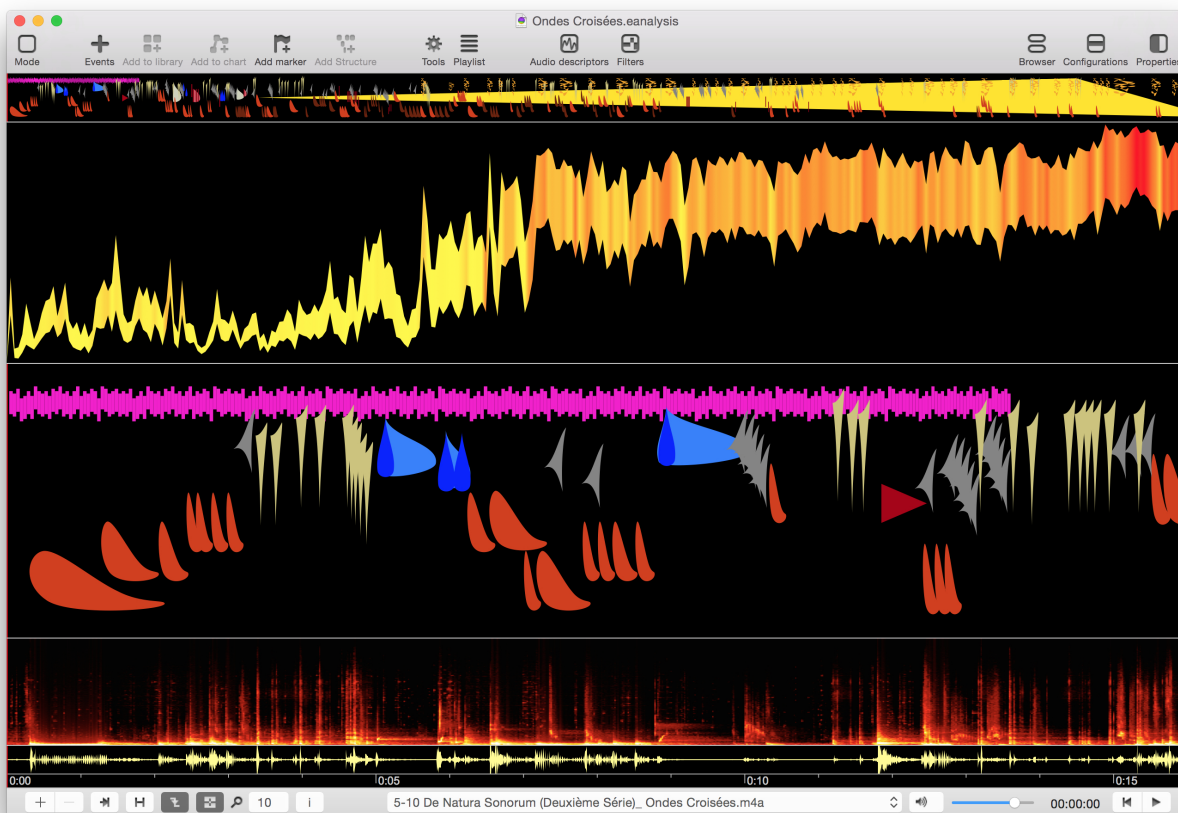 Ondes Croisées.eanalysis
Mode Events Add to library Add to chart Add marker Add Structure Tools Playlist Audio descriptors Filters Browser Configurations Properties
0:00 0:05 0:10 0:15
10 i 5-10 De Natura Sonorum (Deuxième Série)_ Ondes Croisées.m4a 00:00:00